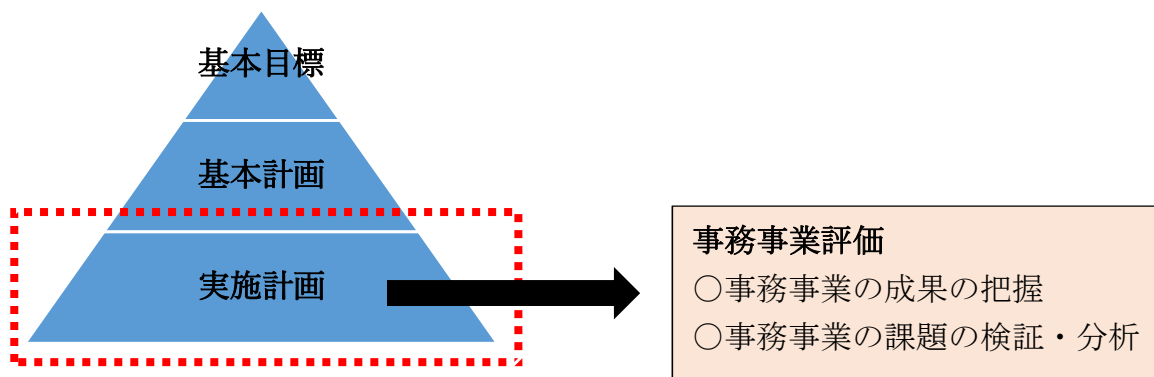 基本目標
基本計画
実施計画
事務事業評価
○事務事業の成果の把握
○事務事業の課題の検証・分析